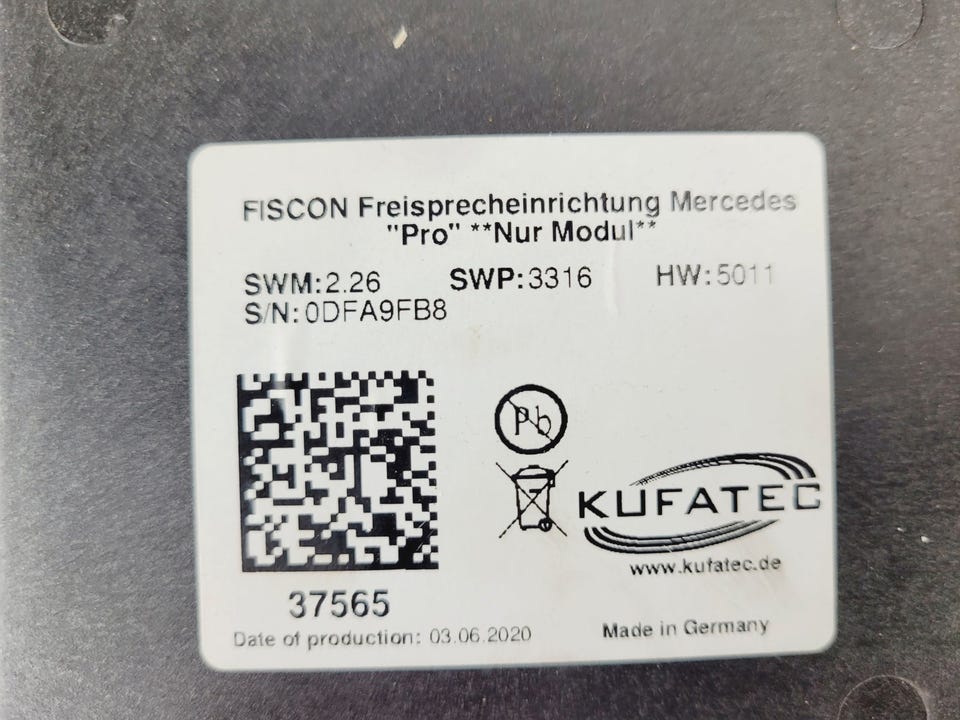 FISCON Freisprecheinrichtung Mercedes
"Pro" **Nur Modul**
SWM:2.26 SWP:3316 HW:5011
S/N:0DFA9FB8
Pb
KUFATEC
www.kufatec.de
37565
Date of production: 03.06.2020 Made in Germany